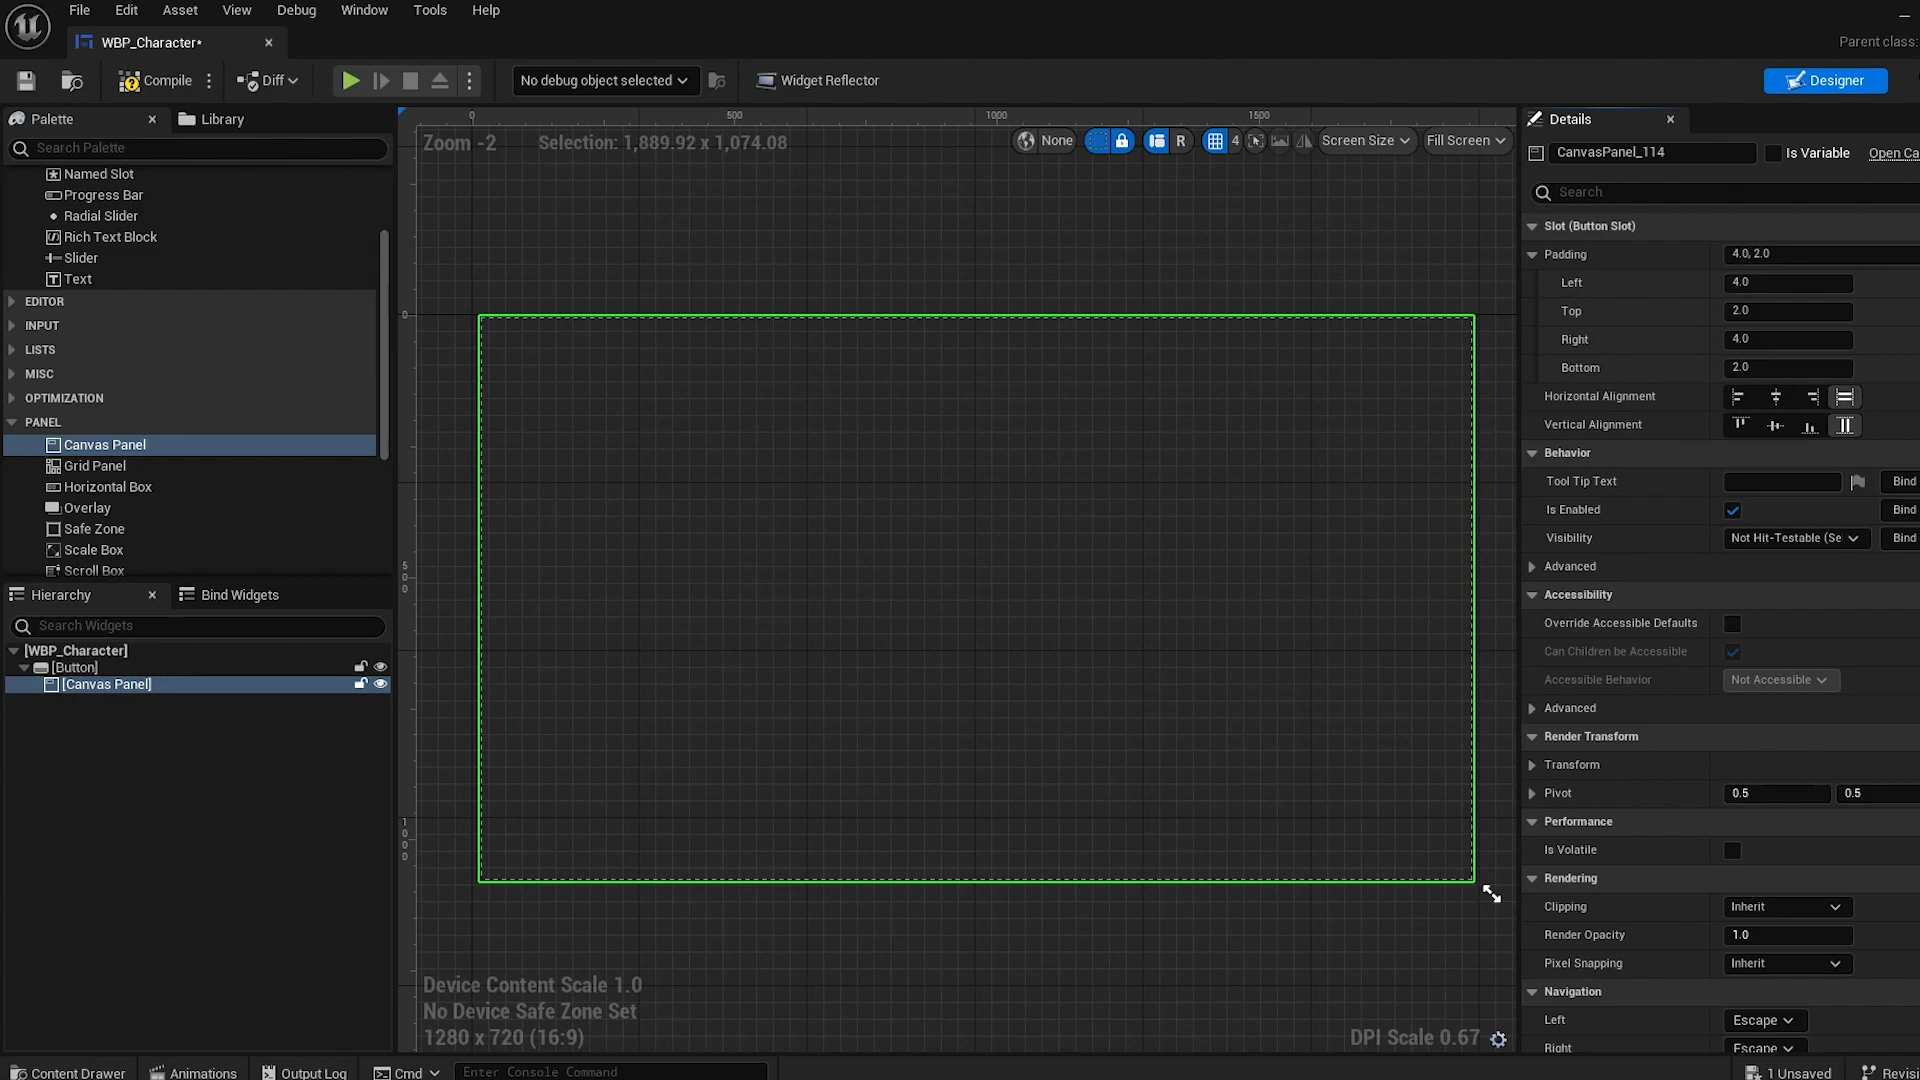 File Edit Asset View Debug Window Tools Help
WBP_Character*
Parent class:
Compile
Diff
No debug object selected
Widget Reflector
Designer
Palette
Library
Search Palette
Named Slot
Progress Bar
Radial Slider
Rich Text Block
Slider
Text
EDITOR
INPUT
LISTS
MISC
OPTIMIZATION
PANEL
Canvas Panel
Grid Panel
Horizontal Box
Overlay
Safe Zone
Scale Box
Scroll Box
Hierarchy
Bind Widgets
Search Widgets
[WBP_Character]
[Button]
[Canvas Panel]
0 500 1000 1500
Zoom -2
Selection: 1,889.92 x 1,074.08
None
R
4
Screen Size
Fill Screen
0
500
1000
Device Content Scale 1.0
No Device Safe Zone Set
1280 x 720 (16:9)
DPI Scale 0.67
Details
CanvasPanel_114
Is Variable
Open Ca
Search
Slot (Button Slot)
Padding 4.0, 2.0
Left 4.0
Top 2.0
Right 4.0
Bottom 2.0
Horizontal Alignment
Vertical Alignment
Behavior
Tool Tip Text Bind
Is Enabled Bind
Visibility Not Hit-Testable (Se Bind
Advanced
Accessibility
Override Accessible Defaults
Can Children be Accessible
Accessible Behavior Not Accessible
Advanced
Render Transform
Transform
Pivot 0.5 0.5
Performance
Is Volatile
Rendering
Clipping Inherit
Render Opacity 1.0
Pixel Snapping Inherit
Navigation
Left Escape
Right Escape
Content Drawer
Animations
Output Log
Cmd
Enter Console Command
1 Unsaved
Revisi